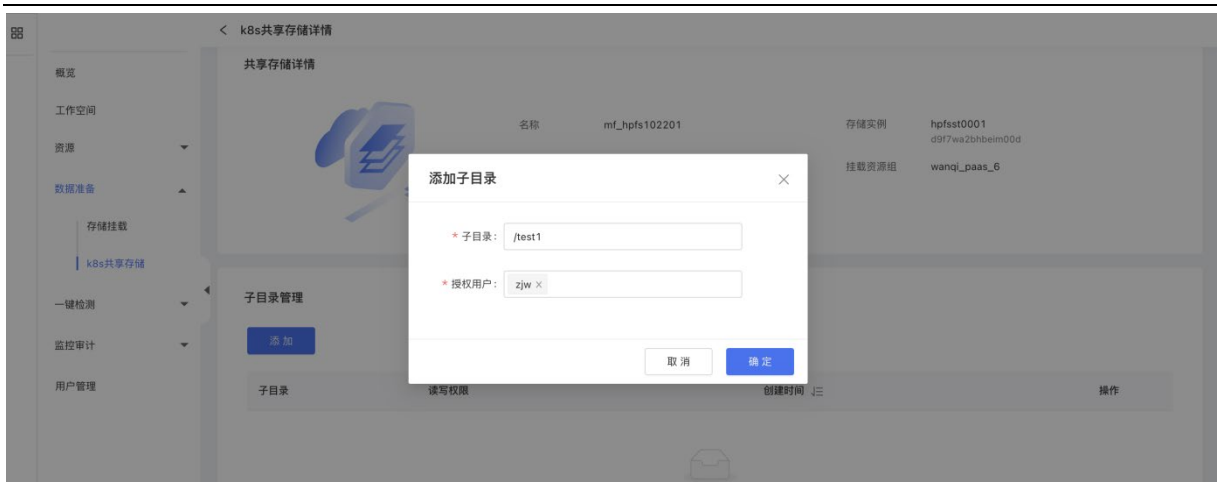 k8s共享存储详情
概览
工作空间
资源
数据准备
存储挂载
k8s共享存储
一键检测
监控审计
用户管理
共享存储详情
名称 mf_hpfs102201
存储实例 hpfsst0001
d9f7wa2bhbeim00d
挂载资源组 wanqi_paas_6
添加子目录
* 子目录: /test1
* 授权用户: zjw ×
取消 确定
子目录管理
添加
子目录 读写权限 创建时间 操作